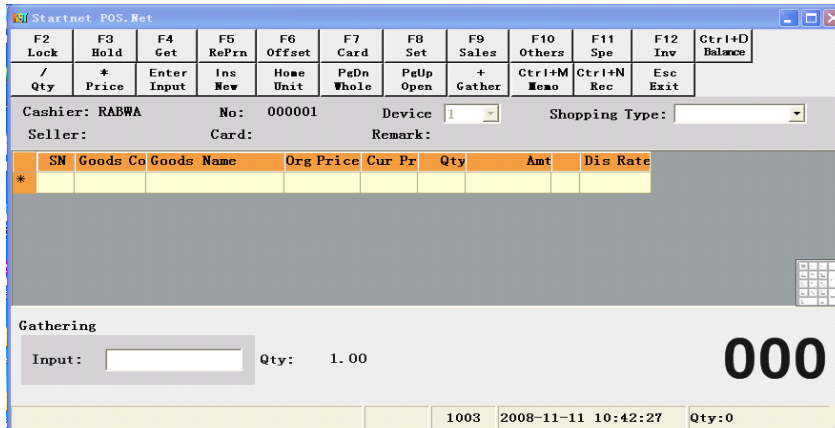 Startnet POS.Net
F2 F3 F4 F5 F6 F7 F8 F9 F10 F11 F12 Ctrl+D
Lock Hold Get RePrn Offset Card Set Sales Others Spe Inv Balance
/ * Enter Ins Home PgDn PgUp + Ctrl+M Ctrl+N Esc
Qty Price Input New Unit Whole Open Gather Memo Rec Exit
Cashier: RABWA No: 000001 Device 1 Shopping Type:
Seller: Card: Remark:
SN Goods Co Goods Name Org Price Cur Pr Qty Amt Dis Rate
*
Gathering
Input: Qty: 1.00
000
1003 2008-11-11 10:42:27 Qty:0